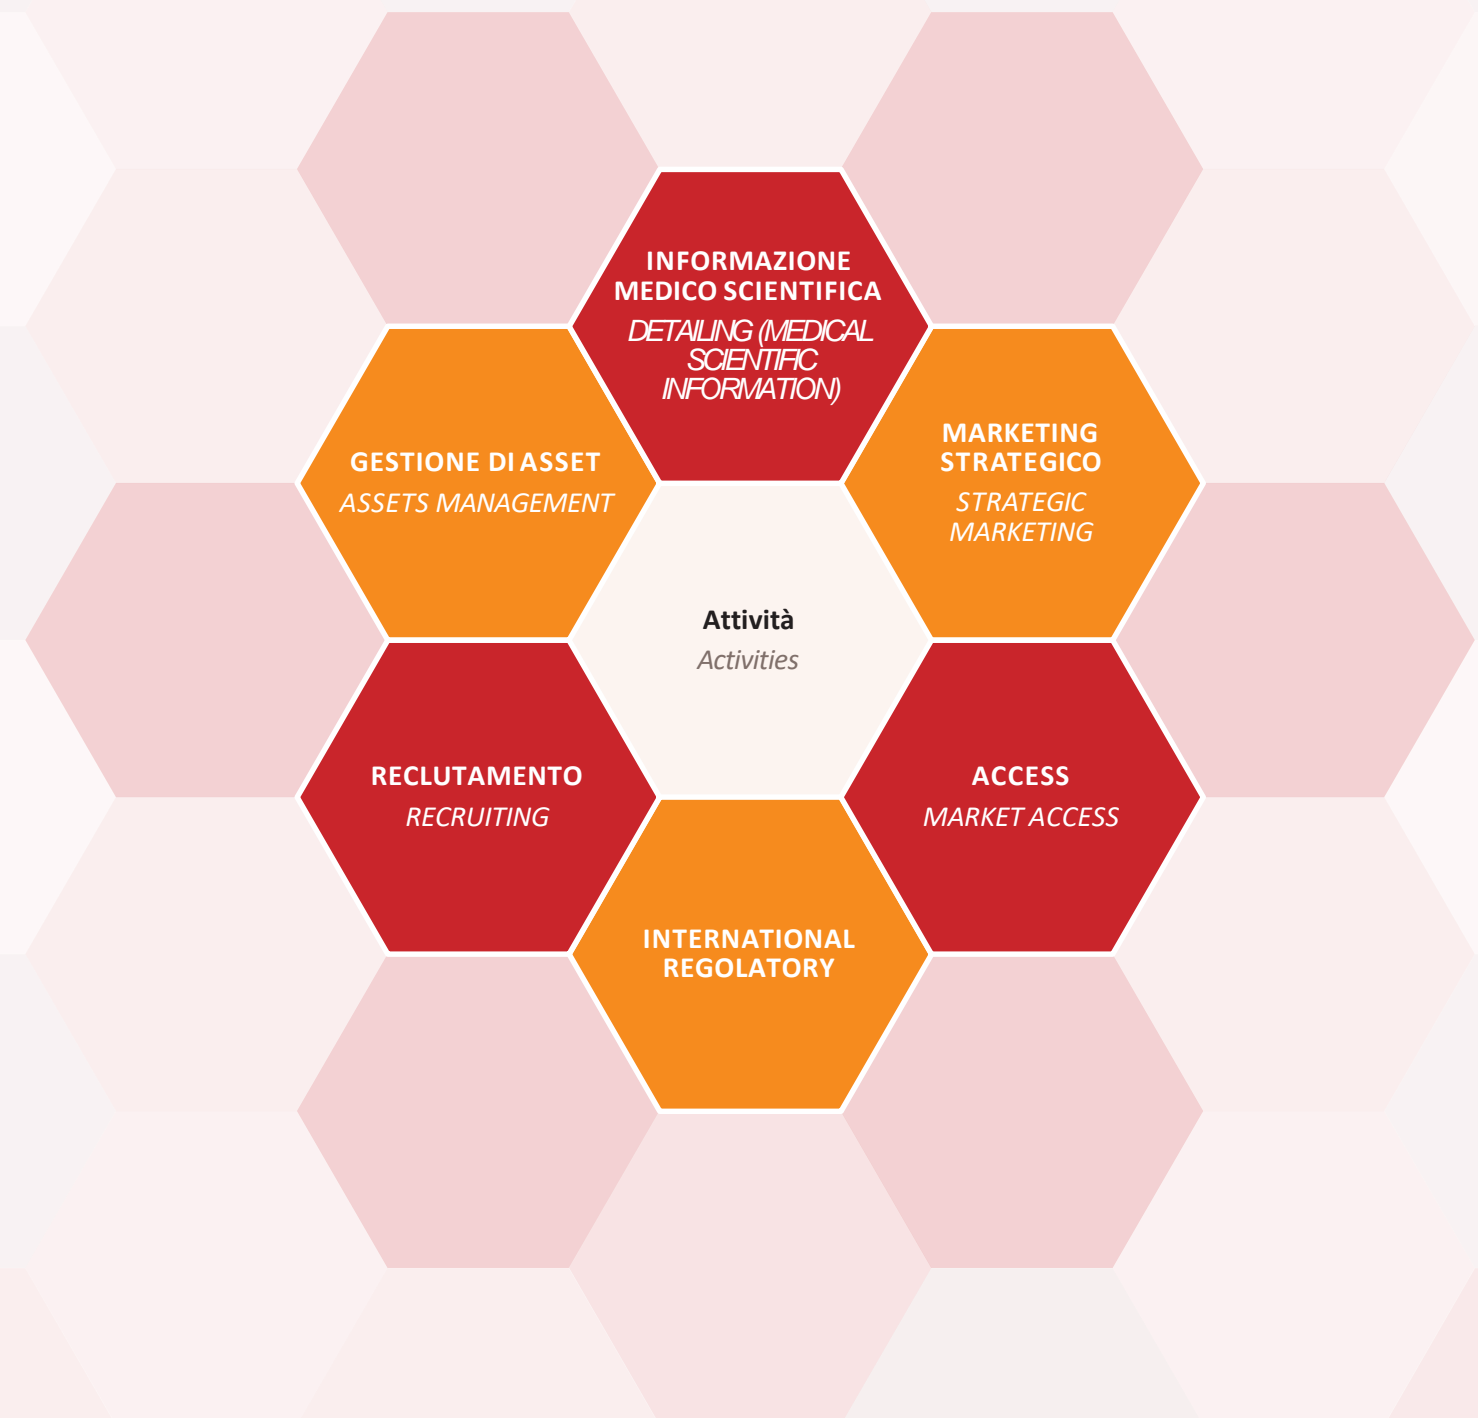 INFORMAZIONE
MEDICO SCIENTIFICA
DETAILING (MEDICAL
SCIENTIFIC
INFORMATION)
GESTIONE DI ASSET
ASSETS MANAGEMENT
MARKETING
STRATEGICO
STRATEGIC
MARKETING
Attività
Activities
RECLUTAMENTO
RECRUITING
ACCESS
MARKET ACCESS
INTERNATIONAL
REGOLATORY